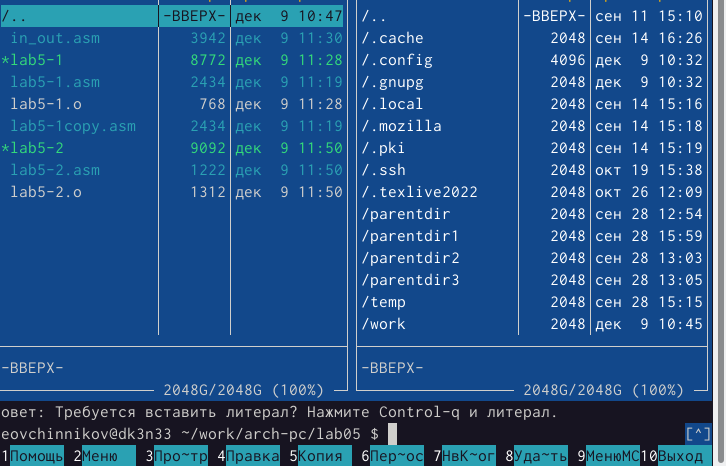 /.. -ВВЕРХ- дек 9 10:47
in_out.asm 3942 дек 9 11:30
*lab5-1 8772 дек 9 11:28
lab5-1.asm 2434 дек 9 11:19
lab5-1.o 768 дек 9 11:28
lab5-1copy.asm 2434 дек 9 11:19
*lab5-2 9092 дек 9 11:50
lab5-2.asm 1222 дек 9 11:50
lab5-2.o 1312 дек 9 11:50
-ВВЕРХ-
2048G/2048G (100%)
/.. -ВВЕРХ- сен 11 15:10
/.cache 2048 сен 14 16:26
/.config 4096 дек 9 10:32
/.gnupg 2048 дек 9 10:32
/.local 2048 сен 14 15:16
/.mozilla 2048 сен 14 15:18
/.pki 2048 сен 14 15:19
/.ssh 2048 окт 19 15:38
/.texlive2022 2048 окт 26 12:09
/parentdir 2048 сен 28 12:54
/parentdir1 2048 сен 28 15:59
/parentdir2 2048 сен 28 13:03
/parentdir3 2048 сен 28 13:05
/temp 2048 сен 28 15:15
/work 2048 дек 9 10:45
-ВВЕРХ-
2048G/2048G (100%)
овет: Требуется вставить литерал? Нажмите Control-q и литерал.
eovchinnikov@dk3n33 ~/work/arch-pc/lab05 $ [^]
1Помощь 2Меню 3Про~тр 4Правка 5Копия 6Пер~ос 7НвК~ог 8Уда~ть 9МенюМС 10Выход